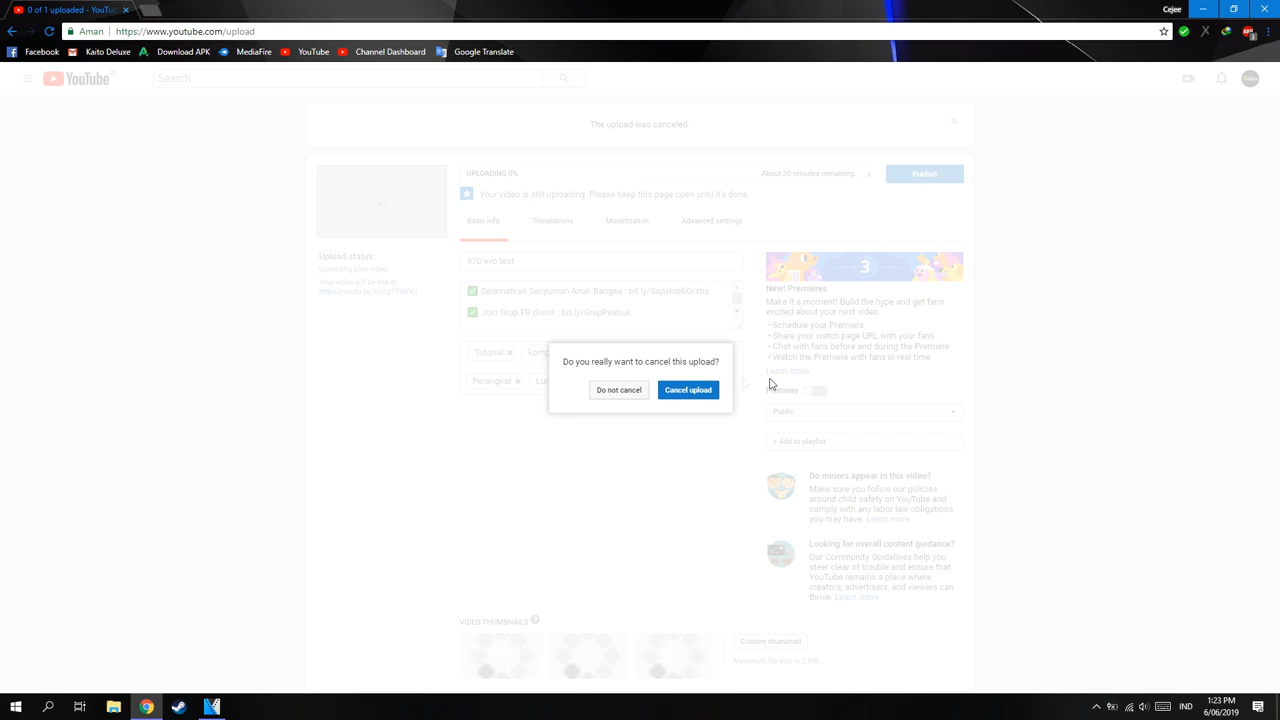 0 of 1 uploaded - YouTu
Cejee
Aman
https://www.youtube.com/upload
Facebook
Kaito Deluxe
Download APK
MediaFire
YouTube
Channel Dashboard
Google Translate
YouTube
Search
The upload was canceled.
UPLOADING 0%
About 30 minutes remaining.
Publish
Your video is still uploading. Please keep this page open until it's done.
Basic info
Translations
Monetization
Advanced settings
Upload status:
Uploading your video.
Your video will be live at:
970 evo test
✅ Selamatkan Senyuman Anak Bangsa : bit.ly/SapskrebGratis
✅ Join Grup FB disini! : bit.ly/GrupPesbuk
Tutorial
komp
Perangkat
Lun
3
New! Premieres
Make it a moment! Build the hype and get fans
excited about your next video.
• Schedule your Premiere
• Share your watch page URL with your fans
• Chat with fans before and during the Premiere
• Watch the Premiere with fans in real time
Learn more
Premiere
Public
+ Add to playlist
Do you really want to cancel this upload?
Do not cancel
Cancel upload
Do minors appear in this video?
Make sure you follow our policies
around child safety on YouTube and
comply with any labor law obligations
you may have. Learn more
Looking for overall content guidance?
Our Community Guidelines help you
steer clear of trouble and ensure that
YouTube remains a place where
creators, advertisers, and viewers can
thrive. Learn more
VIDEO THUMBNAILS
Custom thumbnail
Maximum file size is 2 MB.
IND
1:23 PM
6/06/2019